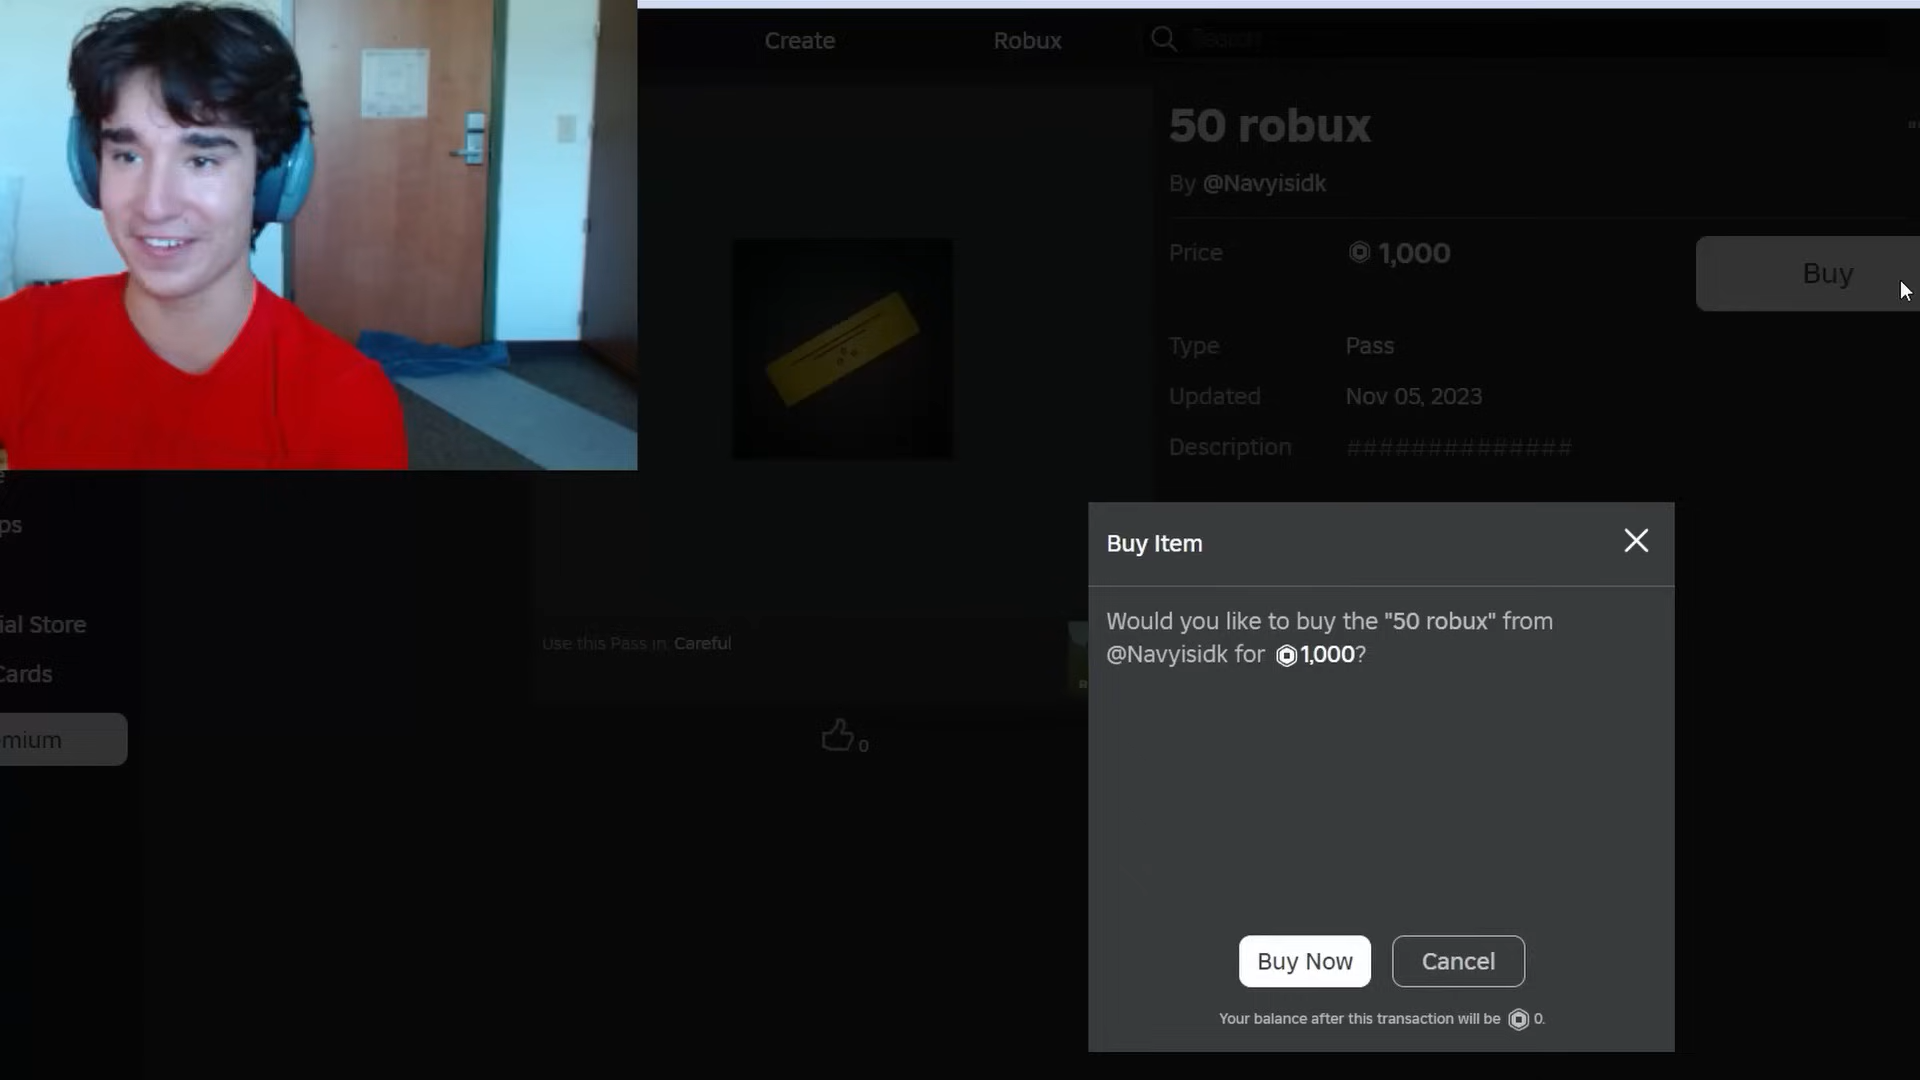 Create
Robux
Search
50 robux
By @Navyisidk
Price
1,000
Buy
Type
Pass
Updated
Nov 05, 2023
Description
##############
ps
ial Store
Cards
mium
Use this Pass in: Careful
0
Buy Item
Would you like to buy the "50 robux" from
@Navyisidk for 1,000?
Buy Now
Cancel
Your balance after this transaction will be 0.